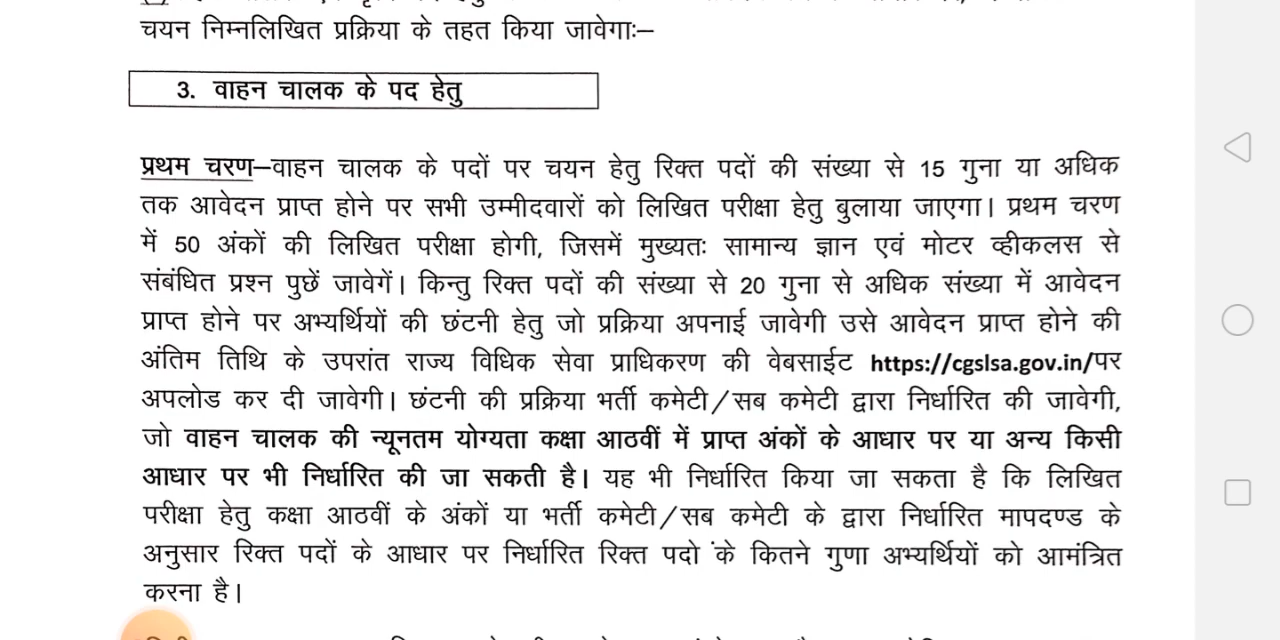 चयन निम्नलिखित प्रक्रिया के तहत किया जावेगाः–
3. वाहन चालक के पद हेतु
प्रथम चरण–वाहन चालक के पदों पर चयन हेतु रिक्त पदों की संख्या से 15 गुना या अधिक
तक आवेदन प्राप्त होने पर सभी उम्मीदवारों को लिखित परीक्षा हेतु बुलाया जाएगा। प्रथम चरण
में 50 अंकों की लिखित परीक्षा होगी, जिसमें मुख्यतः सामान्य ज्ञान एवं मोटर व्हीकलस से
संबंधित प्रश्न पुछें जावेगें। किन्तु रिक्त पदों की संख्या से 20 गुना से अधिक संख्या में आवेदन
प्राप्त होने पर अभ्यर्थियों की छंटनी हेतु जो प्रक्रिया अपनाई जावेगी उसे आवेदन प्राप्त होने की
अंतिम तिथि के उपरांत राज्य विधिक सेवा प्राधिकरण की वेबसाईट https://cgslsa.gov.in/पर
अपलोड कर दी जावेगी। छंटनी की प्रक्रिया भर्ती कमेटी/सब कमेटी द्वारा निर्धारित की जावेगी,
जो वाहन चालक की न्यूनतम योग्यता कक्षा आठवीं में प्राप्त अंकों के आधार पर या अन्य किसी
आधार पर भी निर्धारित की जा सकती है। यह भी निर्धारित किया जा सकता है कि लिखित
परीक्षा हेतु कक्षा आठवीं के अंकों या भर्ती कमेटी/सब कमेटी के द्वारा निर्धारित मापदण्ड के
अनुसार रिक्त पदों के आधार पर निर्धारित रिक्त पदो ंके कितने गुणा अभ्यर्थियों को आमंत्रित
करना है।